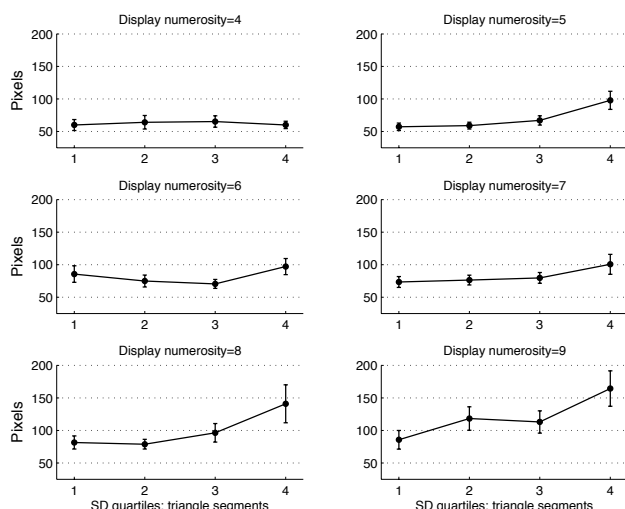 Display numerosity=4
200
150
100
50
Pixels
1 2 3 4
Display numerosity=5
200
150
100
50
1 2 3 4
Display numerosity=6
200
150
100
50
Pixels
1 2 3 4
Display numerosity=7
200
150
100
50
1 2 3 4
Display numerosity=8
200
150
100
50
Pixels
1 2 3 4
SD quartiles: triangle segments
Display numerosity=9
200
150
100
50
1 2 3 4
SD quartiles: triangle segments